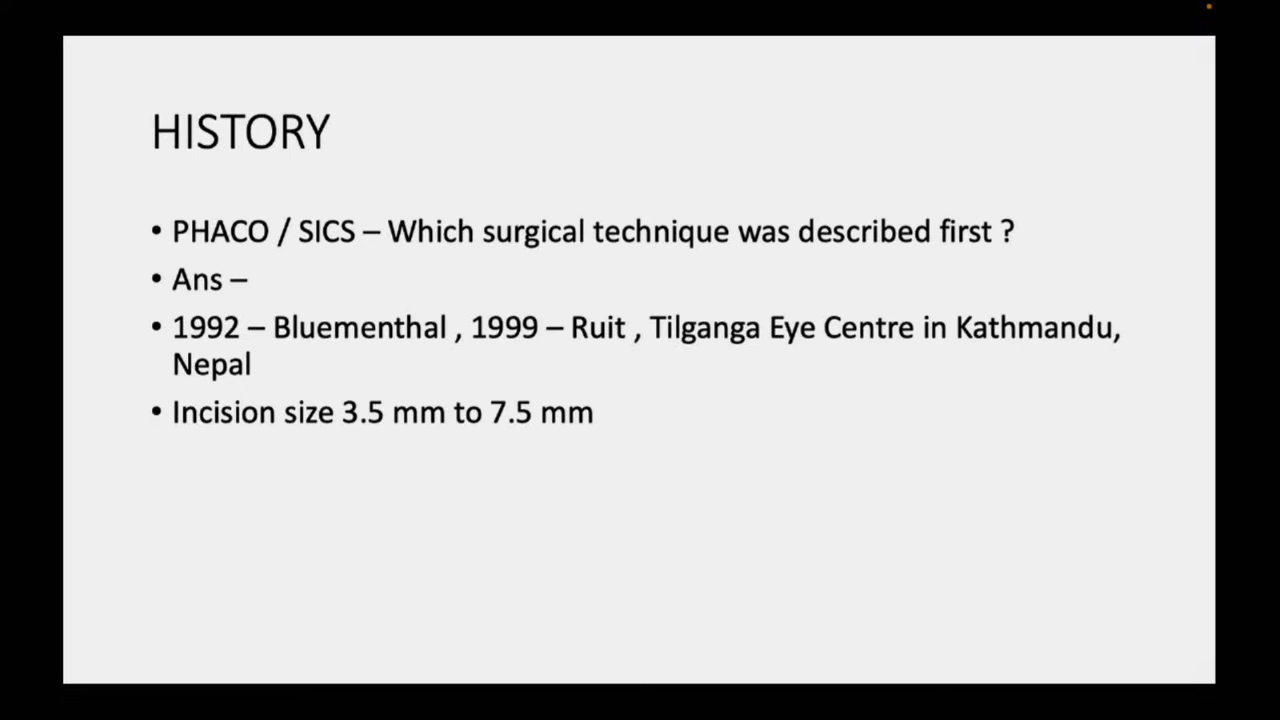 HISTORY
• PHACO / SICS – Which surgical technique was described first ?
• Ans –
• 1992 – Bluementhal , 1999 – Ruit , Tilganga Eye Centre in Kathmandu,
Nepal
• Incision size 3.5 mm to 7.5 mm